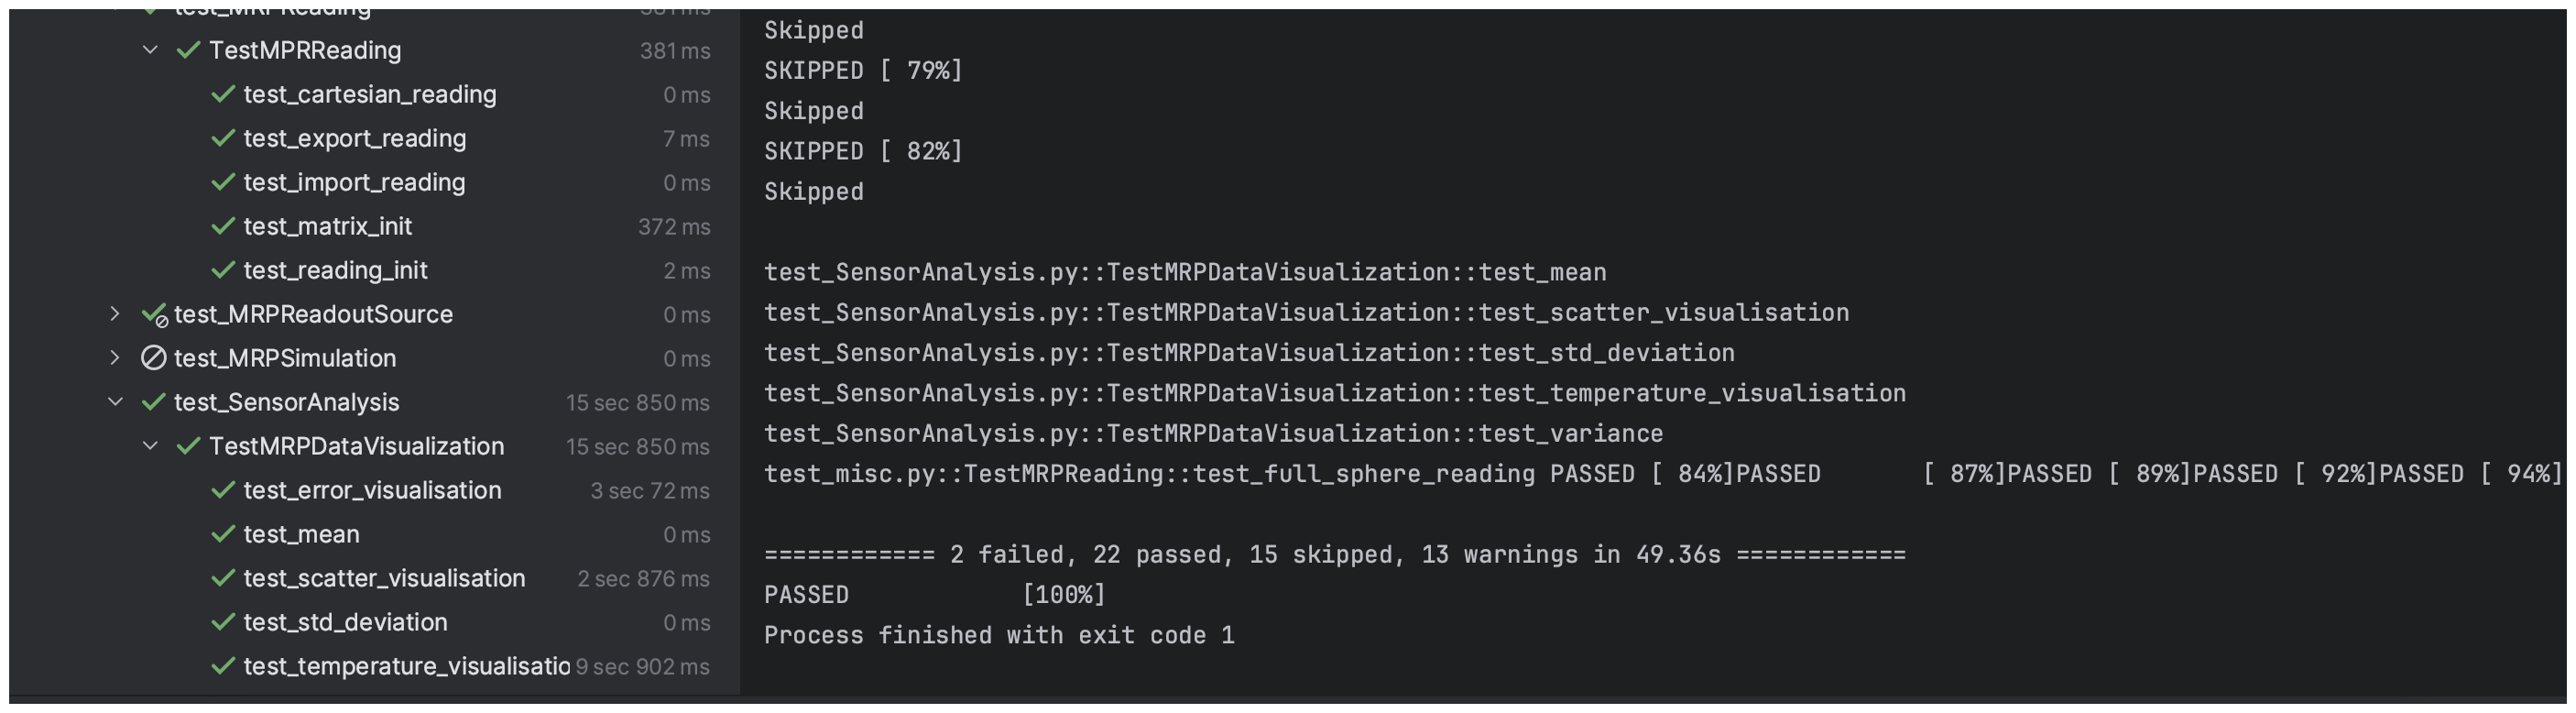 test_MRPReading 381 ms
TestMPRReading 381 ms
test_cartesian_reading 0 ms
test_export_reading 7 ms
test_import_reading 0 ms
test_matrix_init 372 ms
test_reading_init 2 ms
test_MRPReadoutSource 0 ms
test_MRPSimulation 0 ms
test_SensorAnalysis 15 sec 850 ms
TestMRPDataVisualization 15 sec 850 ms
test_error_visualisation 3 sec 72 ms
test_mean 0 ms
test_scatter_visualisation 2 sec 876 ms
test_std_deviation 0 ms
test_temperature_visualisatio 9 sec 902 ms
Skipped
SKIPPED [ 79%]
Skipped
SKIPPED [ 82%]
Skipped
test_SensorAnalysis.py::TestMRPDataVisualization::test_mean
test_SensorAnalysis.py::TestMRPDataVisualization::test_scatter_visualisation
test_SensorAnalysis.py::TestMRPDataVisualization::test_std_deviation
test_SensorAnalysis.py::TestMRPDataVisualization::test_temperature_visualisation
test_SensorAnalysis.py::TestMRPDataVisualization::test_variance
test_misc.py::TestMRPReading::test_full_sphere_reading PASSED [ 84%]PASSED [ 87%]PASSED [ 89%]PASSED [ 92%]PASSED [ 94%]
============ 2 failed, 22 passed, 15 skipped, 13 warnings in 49.36s ============
PASSED [100%]
Process finished with exit code 1